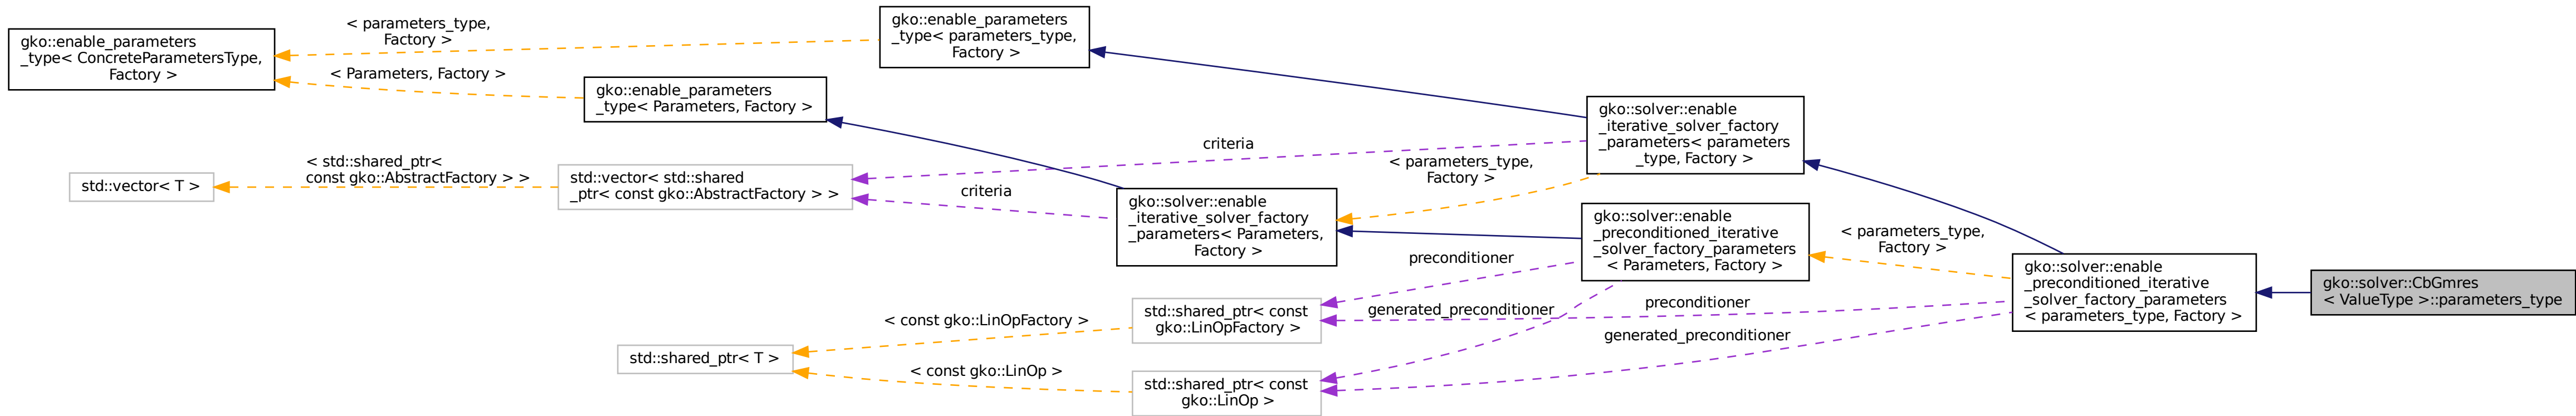 gko::enable_parameters
_type< ConcreteParametersType,
Factory >
< parameters_type,
Factory >
< Parameters, Factory >
gko::enable_parameters
_type< parameters_type,
Factory >
gko::enable_parameters
_type< Parameters, Factory >
std::vector< T >
< std::shared_ptr<
const gko::AbstractFactory > >
std::vector< std::shared
_ptr< const gko::AbstractFactory > >
criteria
criteria
gko::solver::enable
_iterative_solver_factory
_parameters< parameters
_type, Factory >
< parameters_type,
Factory >
gko::solver::enable
_iterative_solver_factory
_parameters< Parameters,
Factory >
gko::solver::enable
_preconditioned_iterative
_solver_factory_parameters
< Parameters, Factory >
< parameters_type,
Factory >
gko::solver::enable
_preconditioned_iterative
_solver_factory_parameters
< parameters_type, Factory >
gko::solver::CbGmres
< ValueType >::parameters_type
preconditioner
generated_preconditioner
preconditioner
generated_preconditioner
std::shared_ptr< const
gko::LinOpFactory >
< const gko::LinOpFactory >
std::shared_ptr< T >
< const gko::LinOp >
std::shared_ptr< const
gko::LinOp >